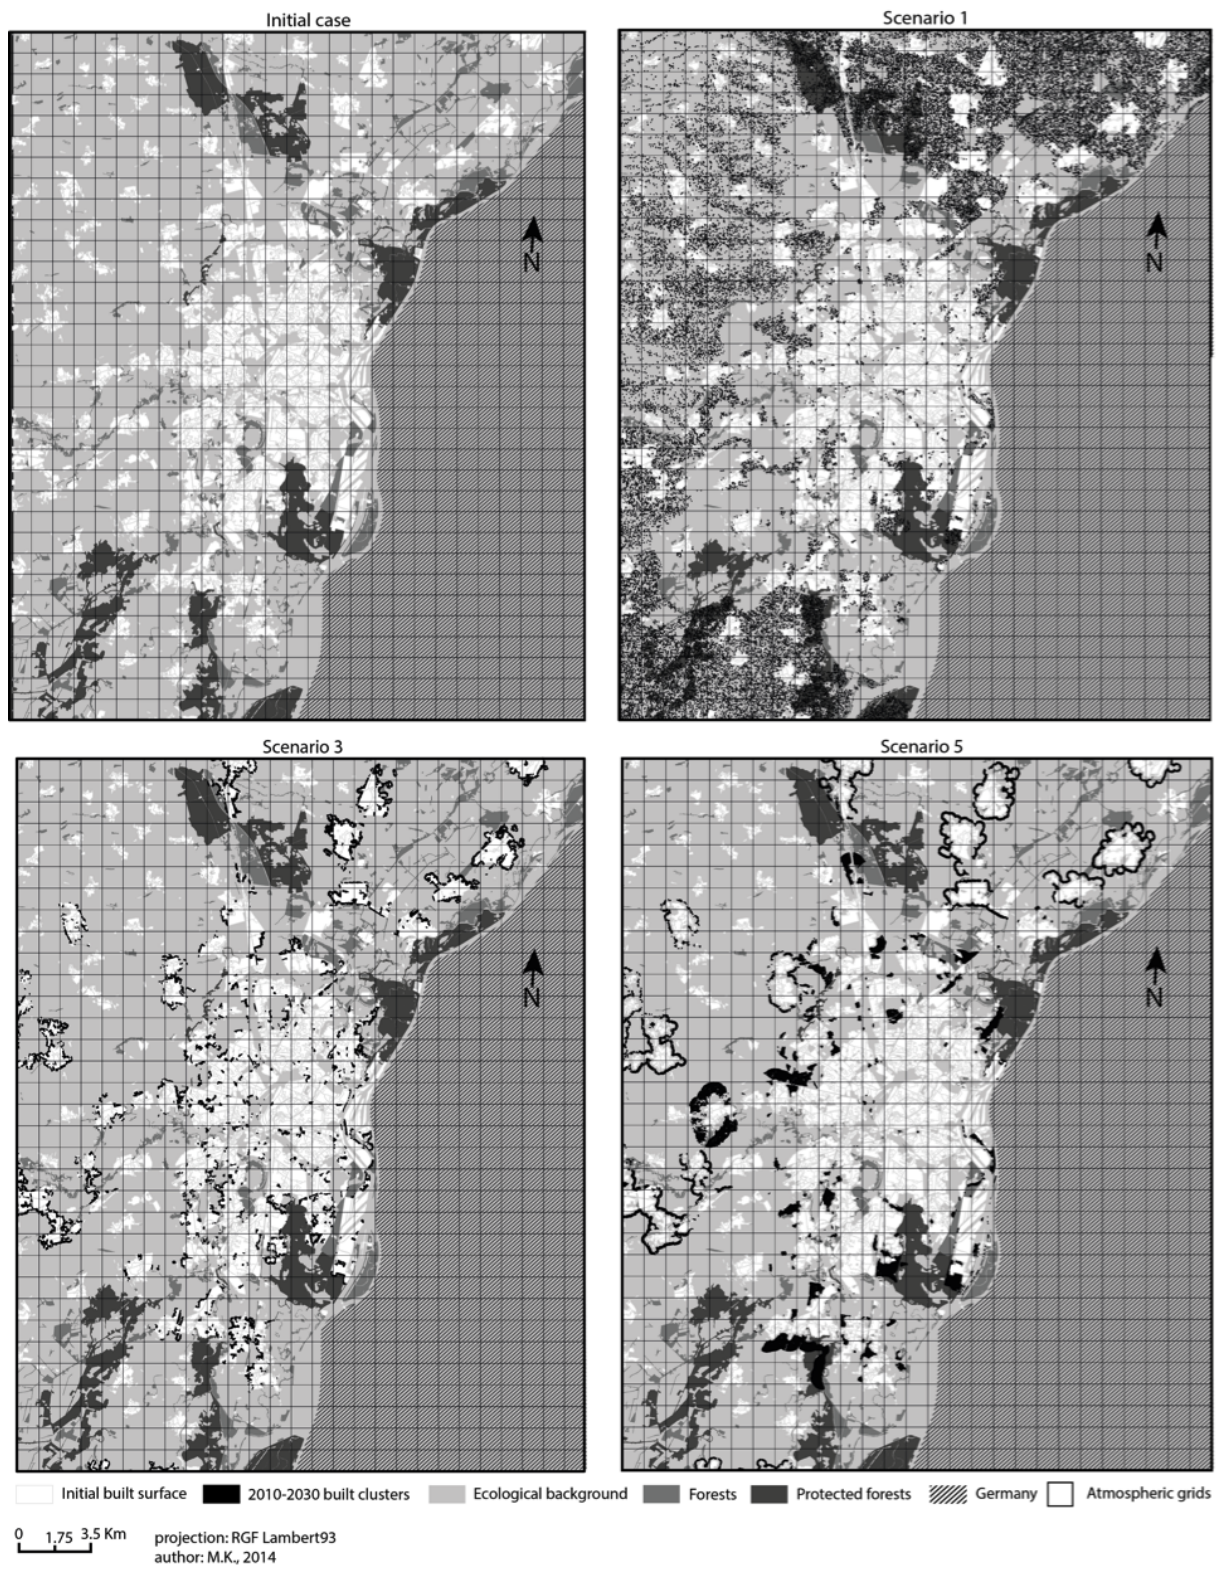 Initial case
Scenario 1
N
N
Scenario 3
Scenario 5
N
N
Initial built surface
2010-2030 built clusters
Ecological background
Forests
Protected forests
Germany
Atmospheric grids
0 1.75 3.5 Km
projection: RGF Lambert93
author: M.K., 2014